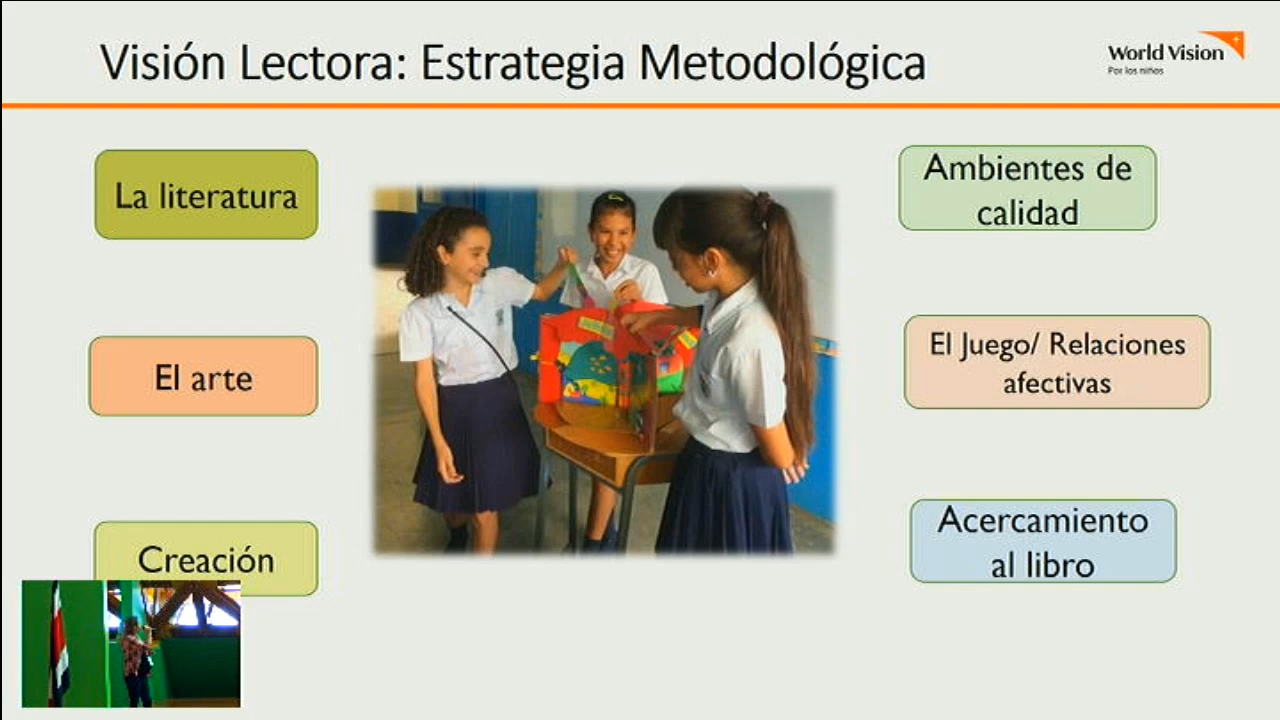 Visión Lectora: Estrategia Metodológica
World Vision
Por los niños
La literatura
El arte
Creación
Ambientes de
calidad
El Juego/ Relaciones
afectivas
Acercamiento
al libro